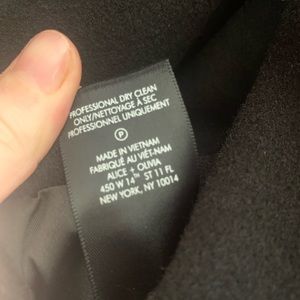 PROFESSIONAL DRY CLEAN
ONLY/NETTOYAGE À SEC
PROFESSIONNEL UNIQUEMENT
P
MADE IN VIETNAM
FABRIQUÉ AU VIÊT-NAM
ALICE + OLIVIA
450 W 14TH ST 11 FL
NEW YORK, NY 10014